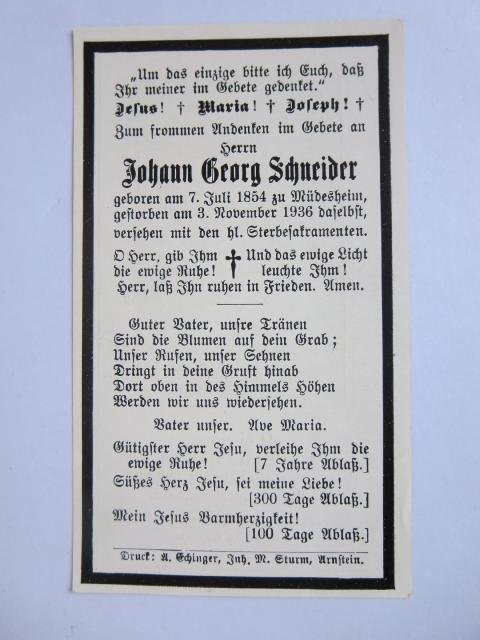 „Um das einzige bitte ich Euch, daß
Ihr meiner im Gebete gedenket."
Jesus! † Maria! † Joseph! †
Zum frommen Andenken im Gebete an
Herrn
Johann Georg Schneider
geboren am 7. Juli 1854 zu Müdesheim,
gestorben am 3. November 1936 daselbst,
versehen mit den hl. Sterbesakramenten.
O Herr, gib Ihm † Und das ewige Licht
die ewige Ruhe! leuchte Ihm!
Herr, laß Ihn ruhen in Frieden. Amen.
Guter Vater, unsre Tränen
Sind die Blumen auf dein Grab;
Unser Rufen, unser Sehnen
Dringt in deine Gruft hinab
Dort oben in des Himmels Höhen
Werden wir uns wiedersehen.
Vater unser. Ave Maria.
Gütigster Herr Jesu, verleihe Ihm die
ewige Ruhe! [7 Jahre Ablaß.]
Süßes Herz Jesu, sei meine Liebe!
[300 Tage Ablaß.]
Mein Jesus Barmherzigkeit!
[100 Tage Ablaß.]
Druck: A. Echinger, Inh. M. Sturm, Arnstein.